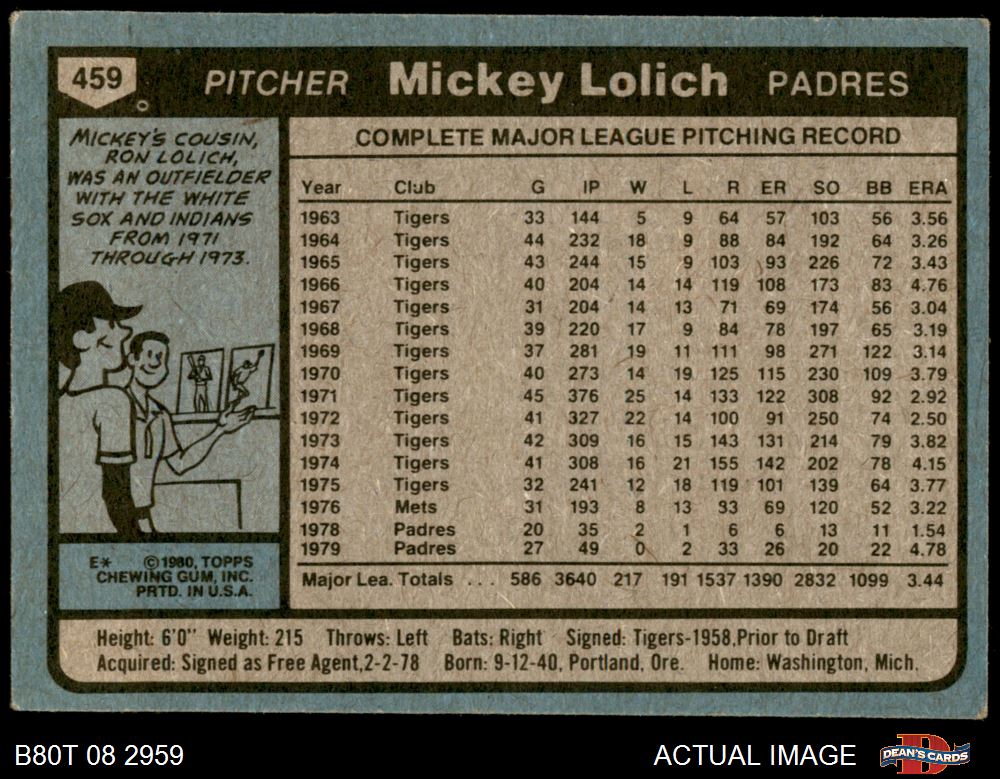 459 PITCHER Mickey Lolich PADRES
MICKEY'S COUSIN,
RON LOLICH,
WAS AN OUTFIELDER
WITH THE WHITE
SOX AND INDIANS
FROM 1971
THROUGH 1973.
COMPLETE MAJOR LEAGUE PITCHING RECORD
Year Club G IP W L R ER SO BB ERA
1963 Tigers 33 144 5 9 64 57 103 56 3.56
1964 Tigers 44 232 18 9 88 84 192 64 3.26
1965 Tigers 43 244 15 9 103 93 226 72 3.43
1966 Tigers 40 204 14 14 119 108 173 83 4.76
1967 Tigers 31 204 14 13 71 69 174 56 3.04
1968 Tigers 39 220 17 9 84 78 197 65 3.19
1969 Tigers 37 281 19 11 111 98 271 122 3.14
1970 Tigers 40 273 14 19 125 115 230 109 3.79
1971 Tigers 45 376 25 14 133 122 308 92 2.92
1972 Tigers 41 327 22 14 100 91 250 74 2.50
1973 Tigers 42 309 16 15 143 131 214 79 3.82
1974 Tigers 41 308 16 21 155 142 202 78 4.15
1975 Tigers 32 241 12 18 119 101 139 64 3.77
1976 Mets 31 193 8 13 93 69 120 52 3.22
1978 Padres 20 35 2 1 6 6 13 11 1.54
1979 Padres 27 49 0 2 33 26 20 22 4.78
Major Lea. Totals ... 586 3640 217 191 1537 1390 2832 1099 3.44
E* ©1980, TOPPS
CHEWING GUM, INC.
PRTD. IN U.S.A.
Height: 6'0" Weight: 215 Throws: Left Bats: Right Signed: Tigers-1958,Prior to Draft
Acquired: Signed as Free Agent,2-2-78 Born: 9-12-40, Portland, Ore. Home: Washington, Mich.
B80T 08 2959 ACTUAL IMAGE DEAN'S CARDS